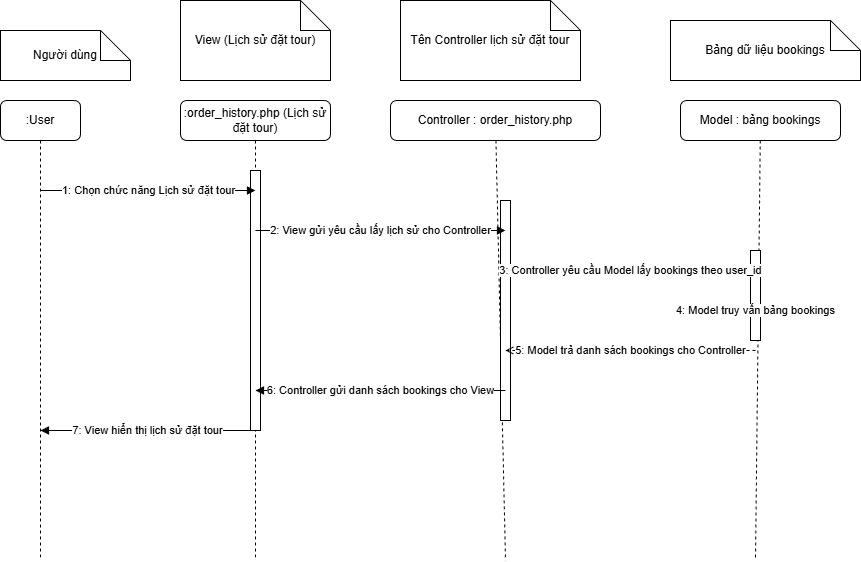 Người dùng
View (Lịch sử đặt tour)
Tên Controller lịch sử đặt tour
Bảng dữ liệu bookings
:User
:order_history.php (Lịch sử
đặt tour)
Controller : order_history.php
Model : bảng bookings
1: Chọn chức năng Lịch sử đặt tour
2: View gửi yêu cầu lấy lịch sử cho Controller
3: Controller yêu cầu Model lấy bookings theo user_id
4: Model truy vấn bảng bookings
5: Model trả danh sách bookings cho Controller
6: Controller gửi danh sách bookings cho View
7: View hiển thị lịch sử đặt tour